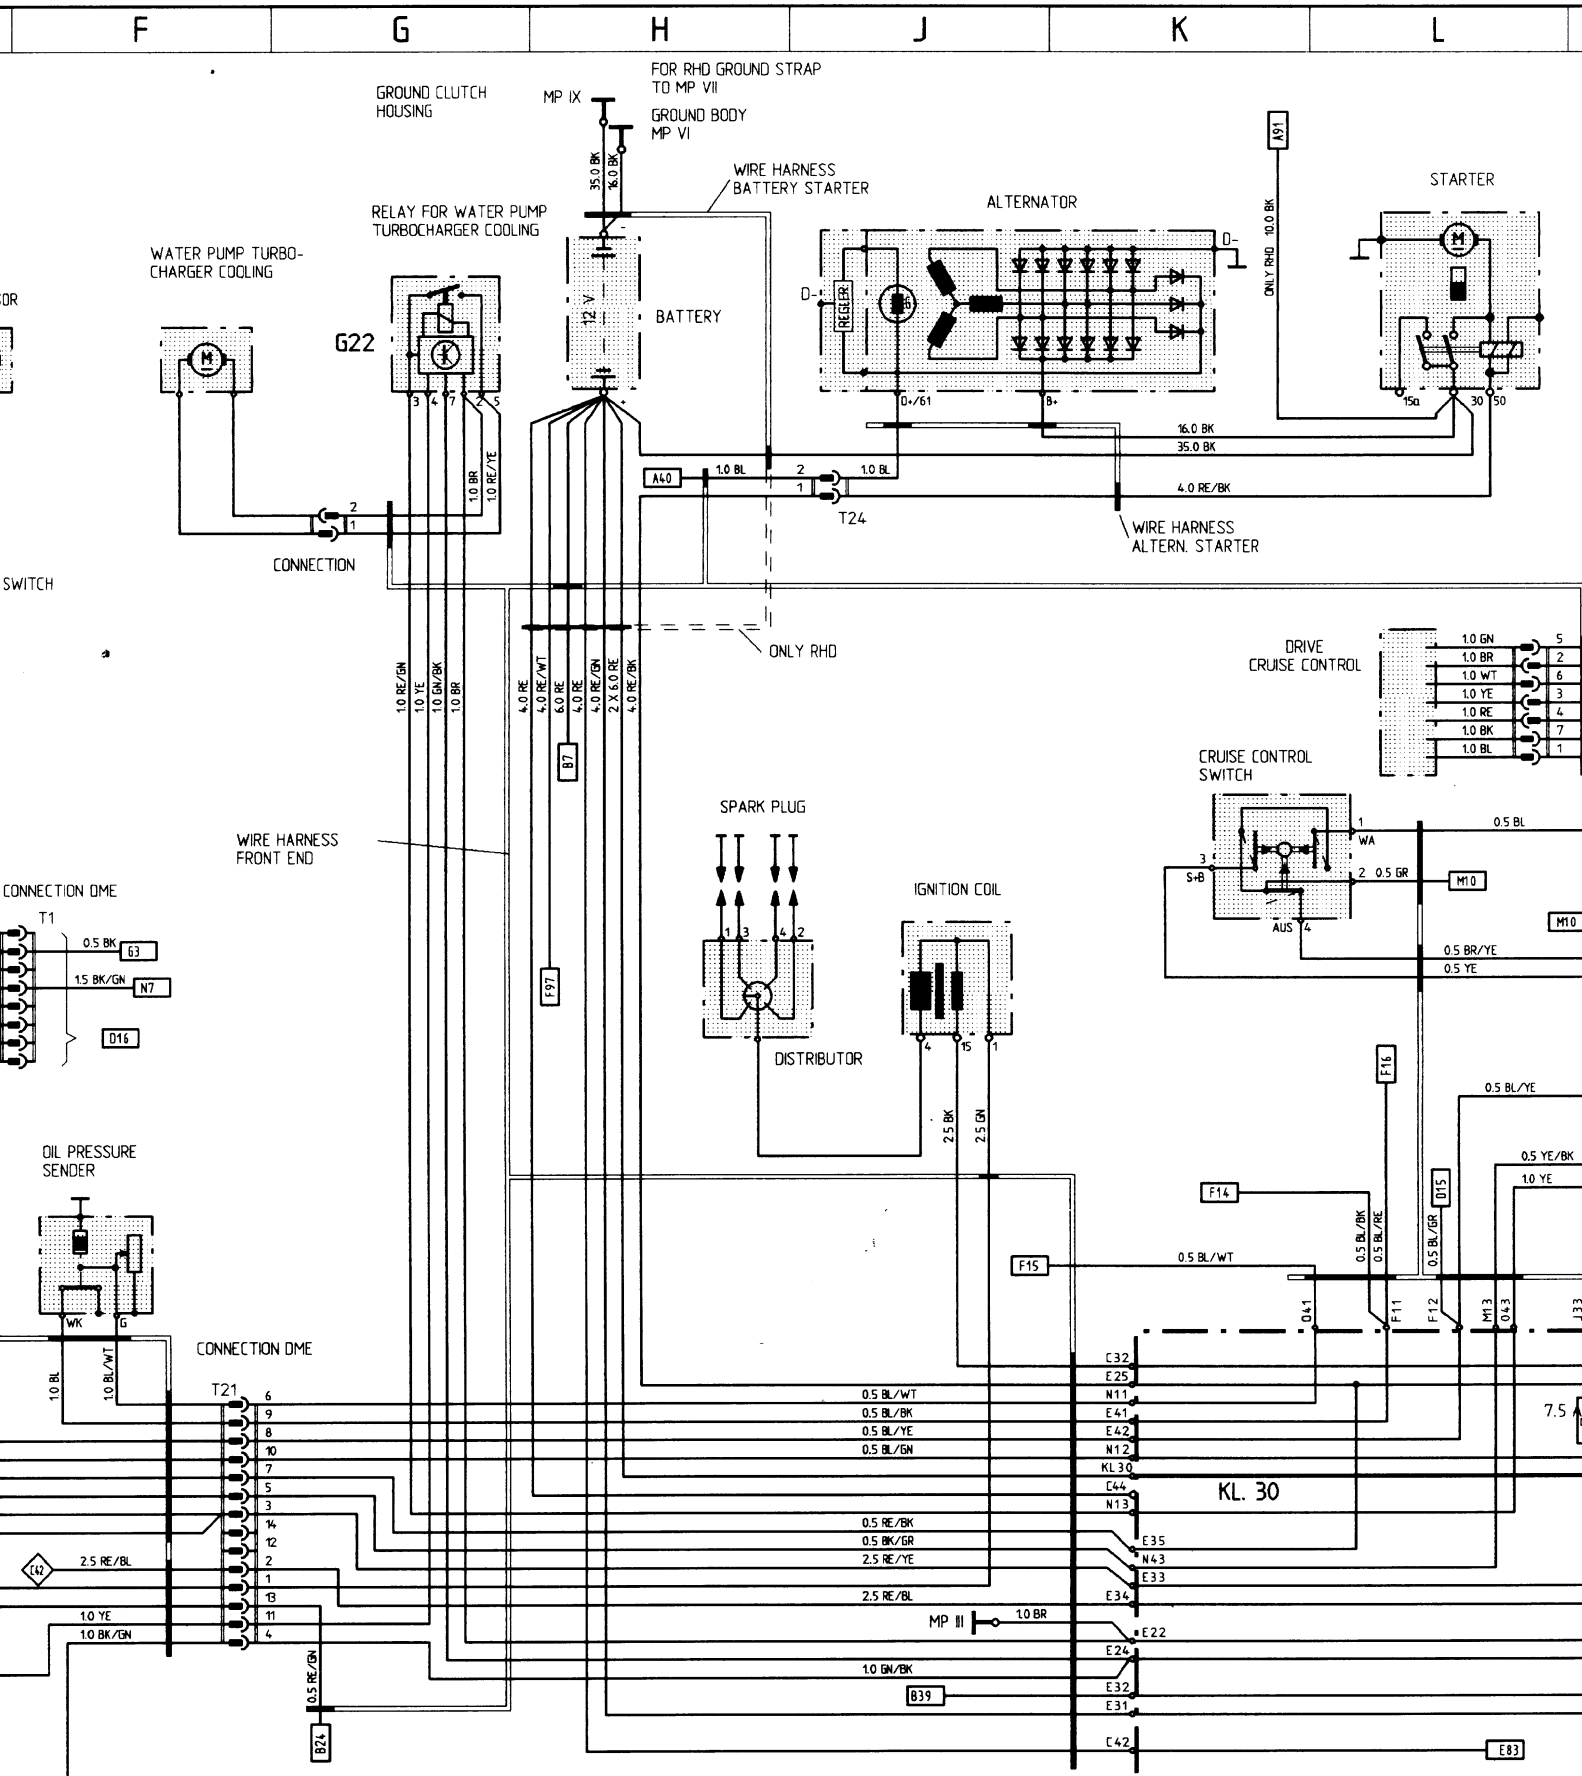 F G H J K L
FOR RHD GROUND STRAP
TO MP VII
GROUND CLUTCH
HOUSING
MP IX
GROUND BODY
MP VI
35.0 BK
16.0 BK
WIRE HARNESS
BATTERY STARTER
A91
ONLY RHD 10.0 BK
STARTER
ALTERNATOR
RELAY FOR WATER PUMP
TURBOCHARGER COOLING
WATER PUMP TURBO-
CHARGER COOLING
G22
M
K
3 4 7 2 5
12 V
BATTERY
+
D-
REGLER
G
D-
D+/61
B+
M
15a 30 50
16.0 BK
35.0 BK
A40
1.0 BL
2
1
1.0 BL
T24
4.0 RE/BK
WIRE HARNESS
ALTERN. STARTER
1.0 BR
1.0 RE/YE
2
1
CONNECTION
SWITCH
ONLY RHD
1.0 RE/GN
1.0 YE
1.0 GN/BK
1.0 BR
4.0 RE
4.0 RE/WT
6.0 RE
4.0 RE
4.0 RE/GN
2 X 6.0 RE
4.0 RE/BK
B7
F97
DRIVE
CRUISE CONTROL
1.0 GN 5
1.0 BR 2
1.0 WT 6
1.0 YE 3
1.0 RE 4
1.0 BK 7
1.0 BL 1
CRUISE CONTROL
SWITCH
1
WA
0.5 BL
3
S+B
2 0.5 GR
M10
AUS 4
M10
0.5 BR/YE
0.5 YE
SPARK PLUG
1 3 4 2
DISTRIBUTOR
IGNITION COIL
4 15 1
2.5 BK
2.5 GN
WIRE HARNESS
FRONT END
CONNECTION DME
T1
0.5 BK
G3
1.5 BK/GN
N7
D16
F16
0.5 BL/YE
0.5 YE/BK
1.0 YE
F14
D15
0.5 BL/BK
0.5 BL/RE
0.5 BL/GR
F15
0.5 BL/WT
O41
F11
F12
M13
O43
J33
OIL PRESSURE
SENDER
WK G
1.0 BL
1.0 BL/WT
CONNECTION DME
T21
6
9
8
10
7
5
3
14
12
2
1
13
11
4
C42
2.5 RE/BL
1.0 YE
1.0 BK/GN
0.5 RE/GN
B24
C32
E25
0.5 BL/WT N11
0.5 BL/BK E41
0.5 BL/YE E42
0.5 BL/GN N12
KL30
C44
KL. 30
N13
7.5 A
0.5 RE/BK
E35
0.5 BK/GR
N43
2.5 RE/YE
E33
2.5 RE/BL E34
MP III 1.0 BR
E22
E24
1.0 GN/BK
B39
E32
E31
C42
E83